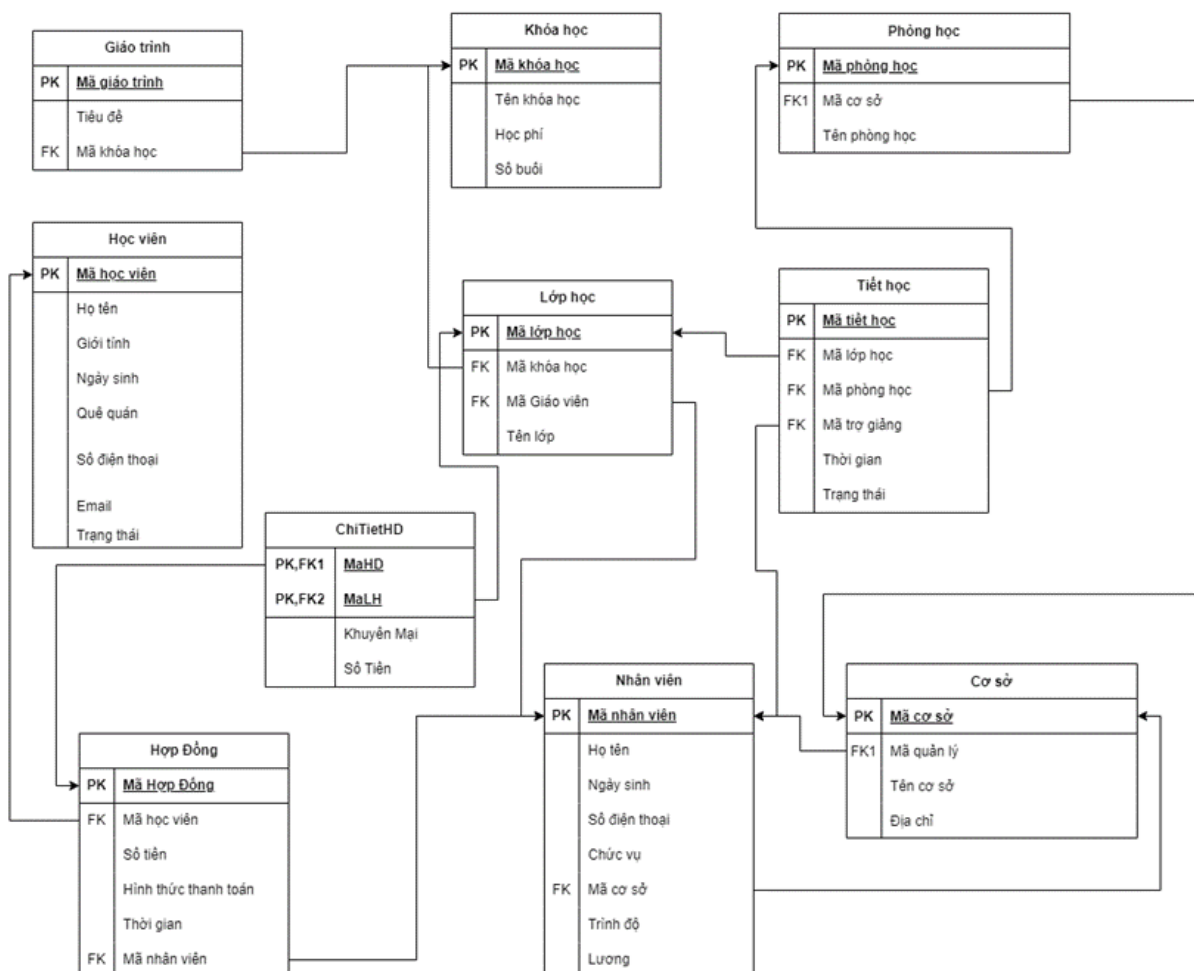 Giáo trình
PK Mã giáo trình
Tiêu đề
FK Mã khóa học
Khóa học
PK Mã khóa học
Tên khóa học
Học phí
Số buổi
Phòng học
PK Mã phòng học
FK1 Mã cơ sở
Tên phòng học
Học viên
PK Mã học viên
Họ tên
Giới tính
Ngày sinh
Quê quán
Số điện thoại
Email
Trạng thái
Lớp học
PK Mã lớp học
FK Mã khóa học
FK Mã Giáo viên
Tên lớp
Tiết học
PK Mã tiết học
FK Mã lớp học
FK Mã phòng học
FK Mã trợ giảng
Thời gian
Trạng thái
ChiTietHD
PK,FK1 MaHD
PK,FK2 MaLH
Khuyến Mại
Số Tiền
Hợp Đồng
PK Mã Hợp Đồng
FK Mã học viên
Số tiền
Hình thức thanh toán
Thời gian
FK Mã nhân viên
Nhân viên
PK Mã nhân viên
Họ tên
Ngày sinh
Số điện thoại
Chức vụ
FK Mã cơ sở
Trình độ
Lương
Cơ sở
PK Mã cơ sở
FK1 Mã quản lý
Tên cơ sở
Địa chỉ